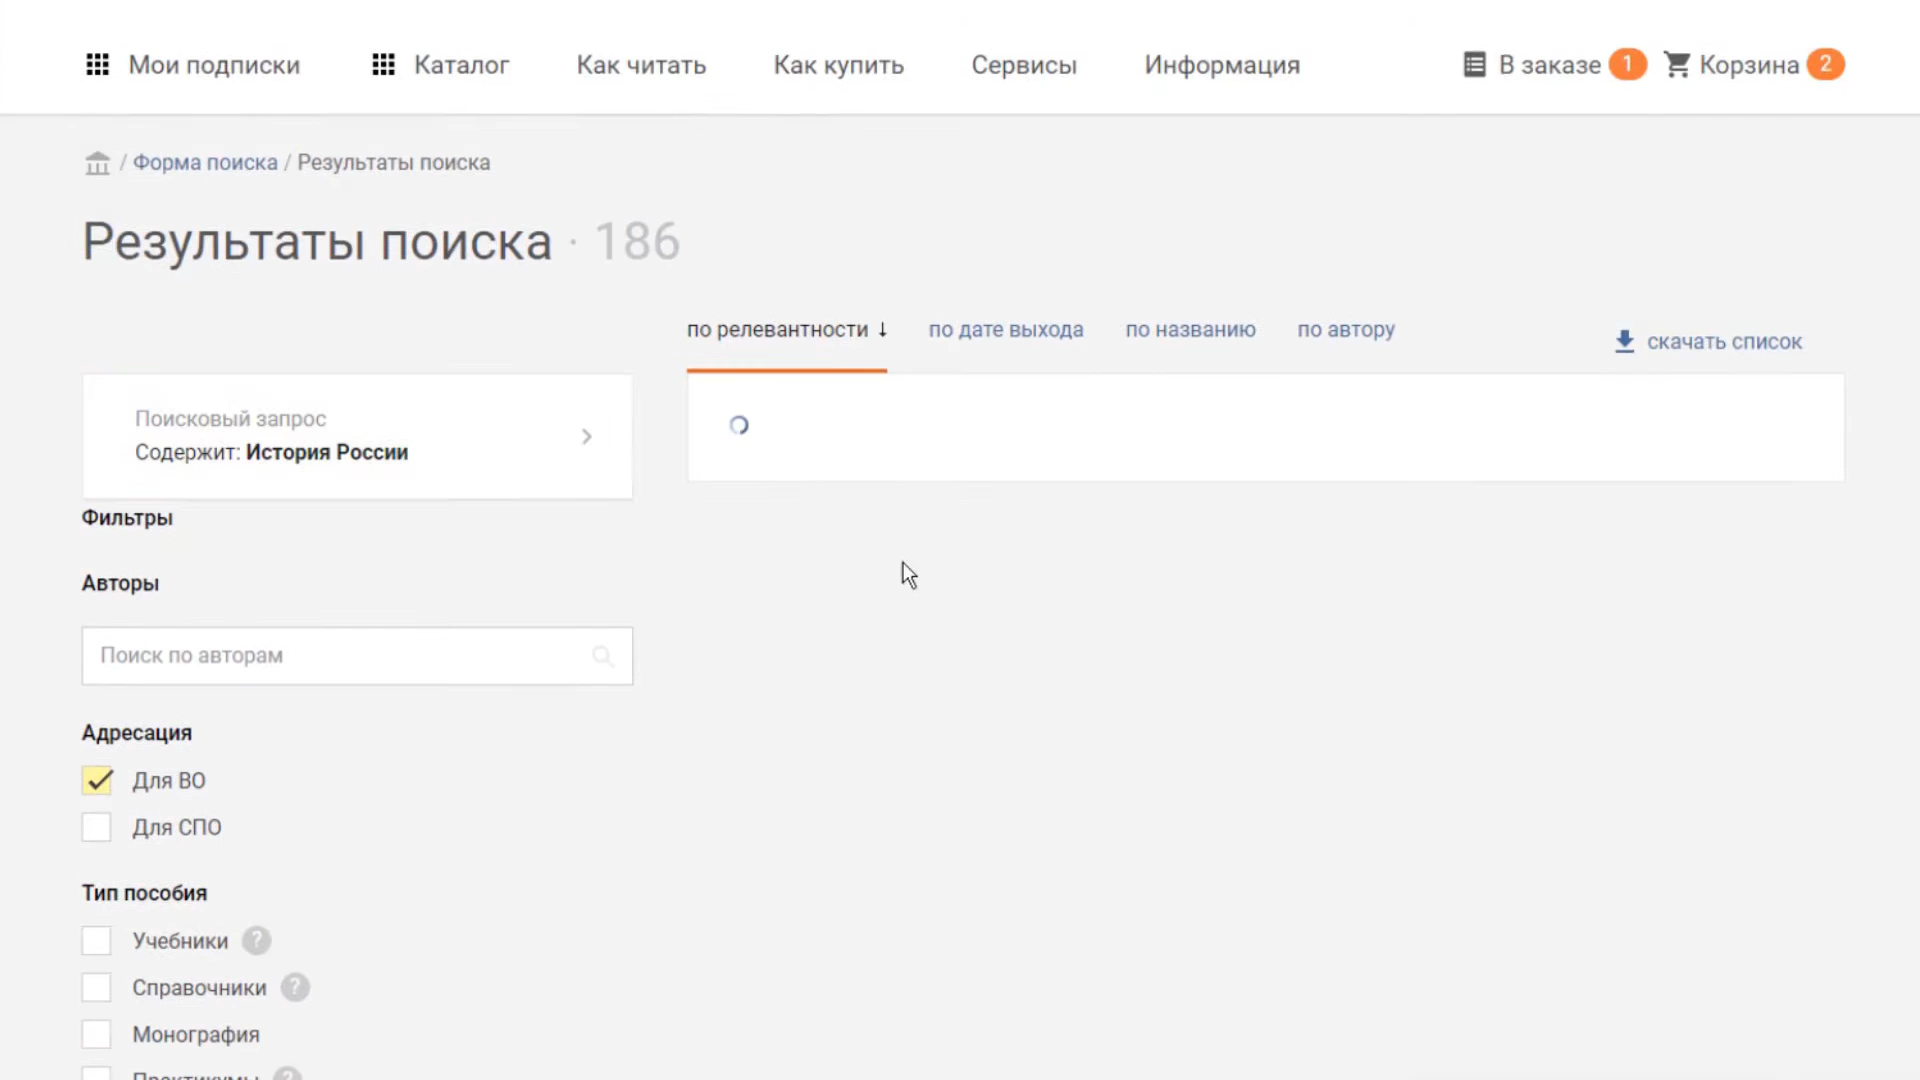 Мои подписки Каталог Как читать Как купить Сервисы Информация В заказе 1 Корзина 2
/ Форма поиска / Результаты поиска
Результаты поиска · 186
по релевантности ↓ по дате выхода по названию по автору скачать список
Поисковый запрос
Содержит: История России
Фильтры
Авторы
Поиск по авторам
Адресация
Для ВО
Для СПО
Тип пособия
Учебники ?
Справочники ?
Монография
Практикумы ?